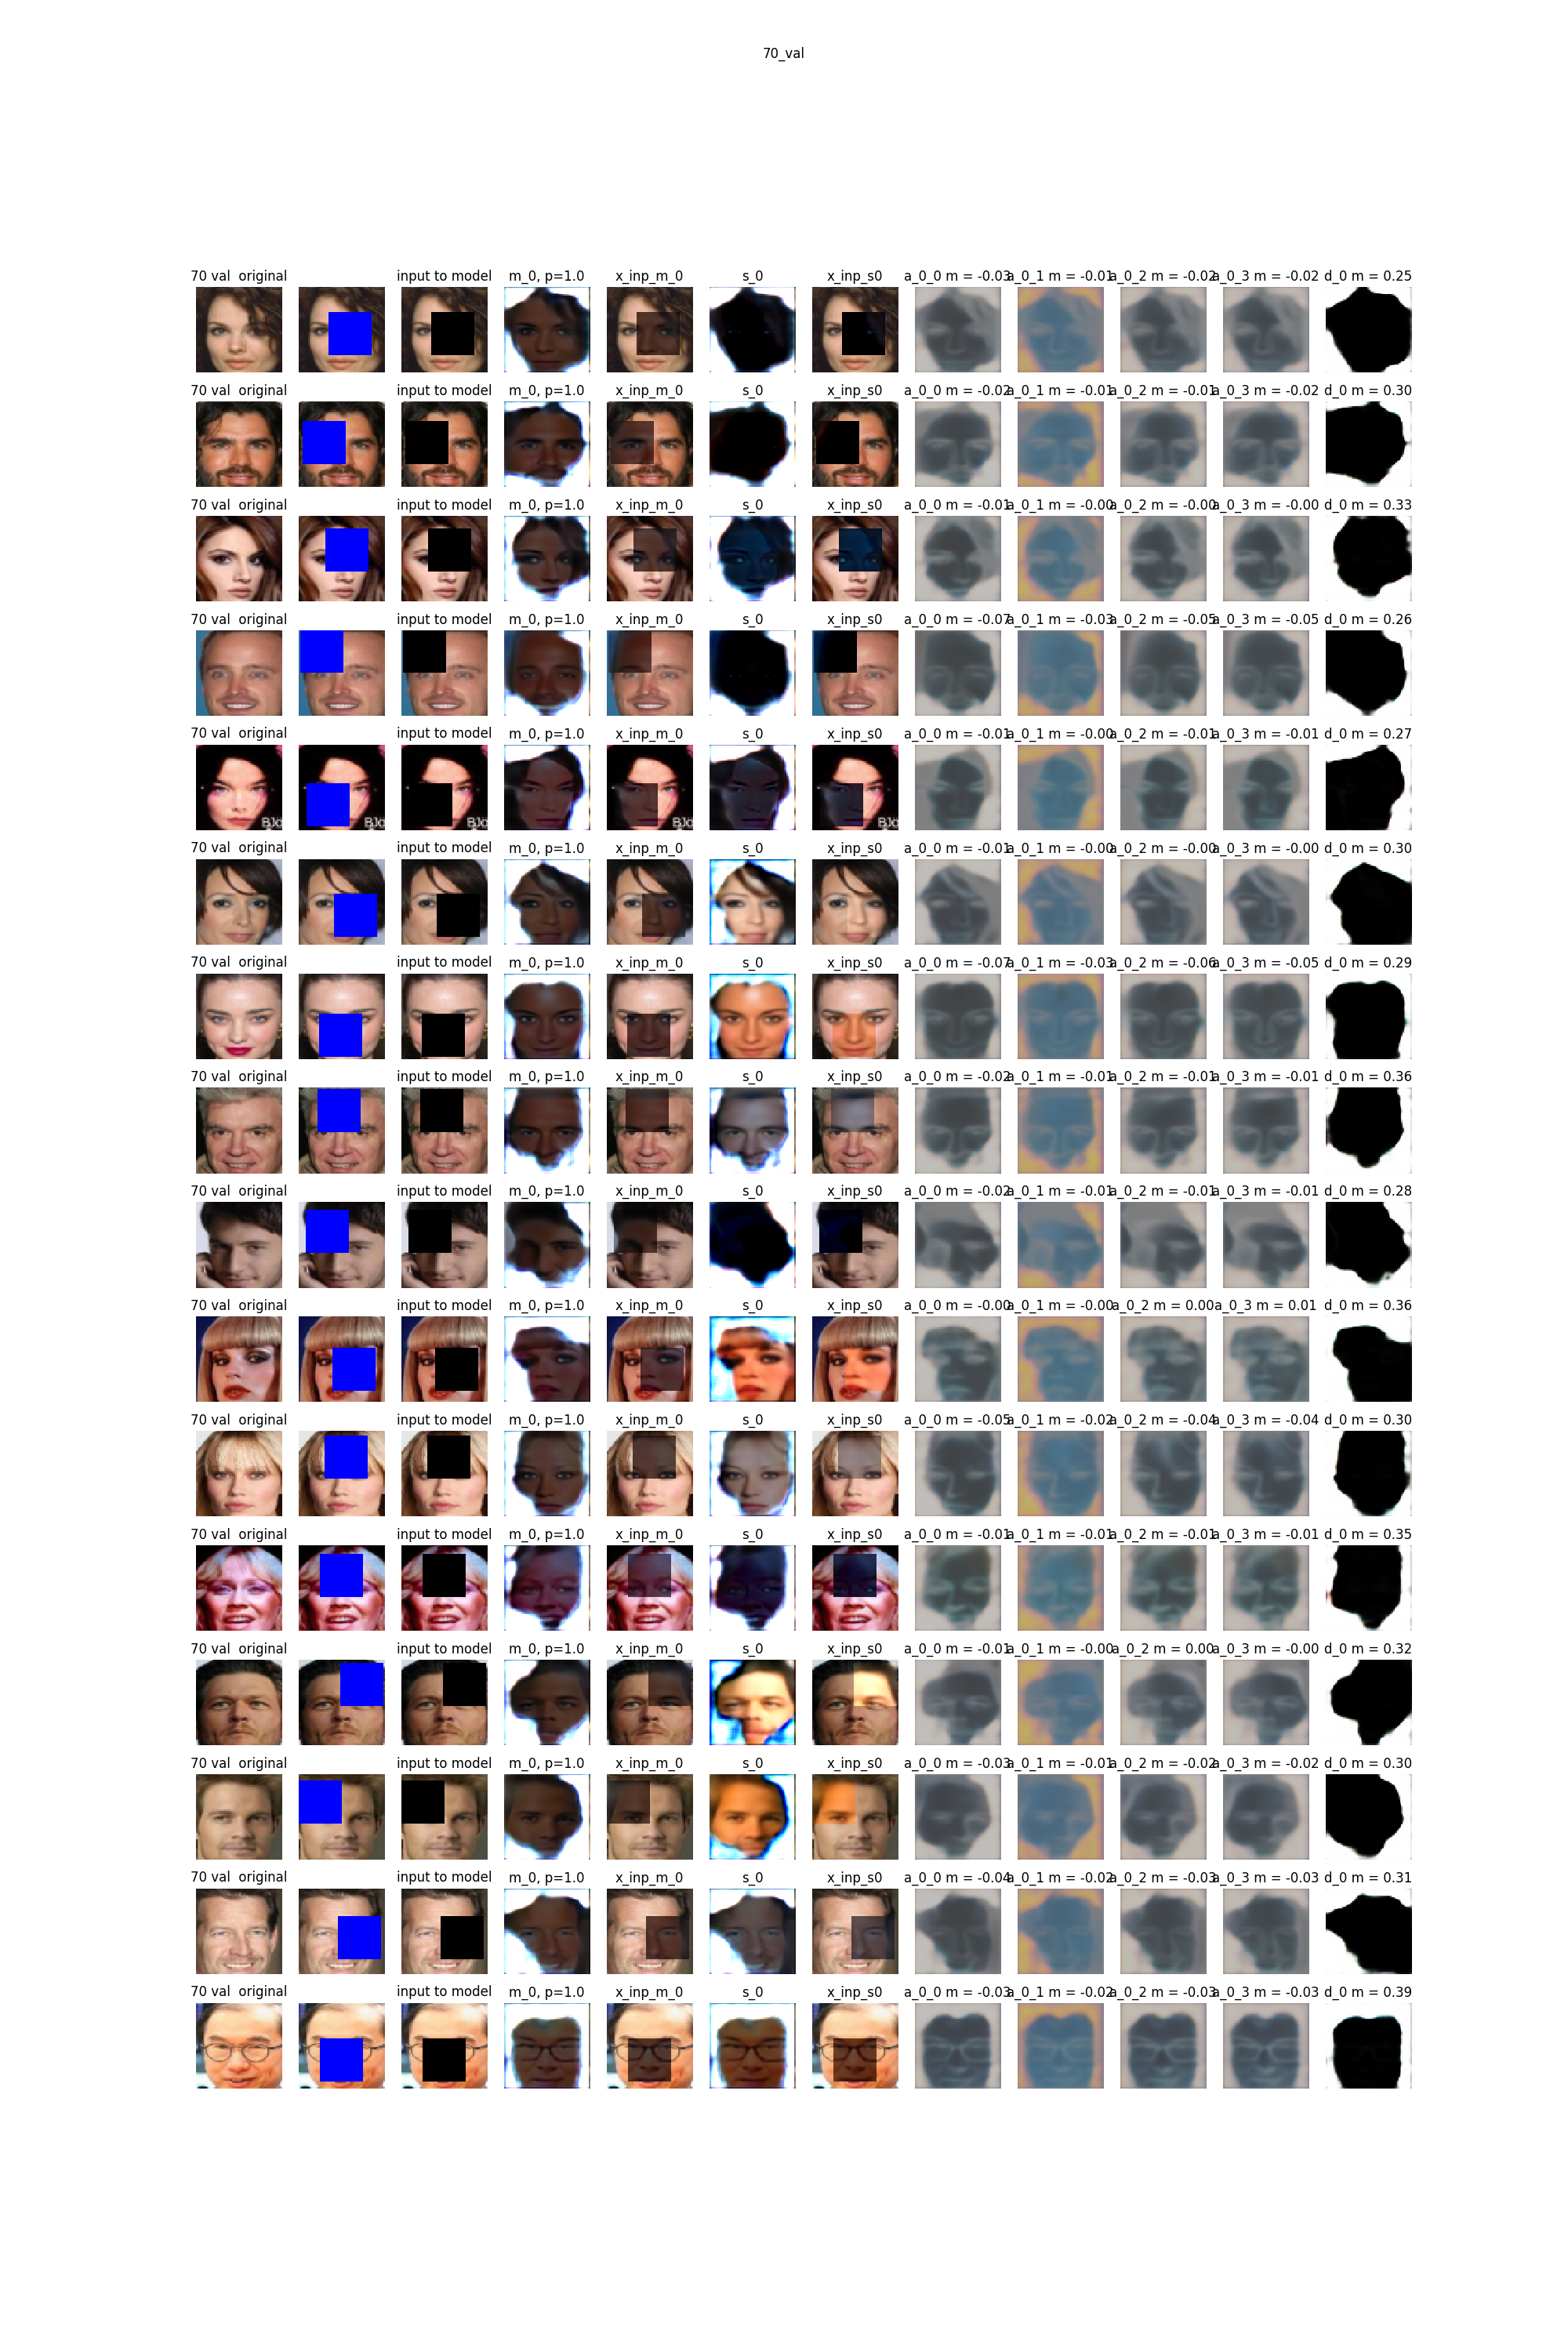 70_val
70 val original input to model m_0, p=1.0 x_inp_m_0 s_0 x_inp_s0 a_0_0 m = -0.03 a_0_1 m = -0.01 a_0_2 m = -0.02 a_0_3 m = -0.02 d_0 m = 0.25
70 val original input to model m_0, p=1.0 x_inp_m_0 s_0 x_inp_s0 a_0_0 m = -0.02 a_0_1 m = -0.01 a_0_2 m = -0.01 a_0_3 m = -0.02 d_0 m = 0.30
70 val original input to model m_0, p=1.0 x_inp_m_0 s_0 x_inp_s0 a_0_0 m = -0.01 a_0_1 m = -0.00 a_0_2 m = -0.00 a_0_3 m = -0.00 d_0 m = 0.33
70 val original input to model m_0, p=1.0 x_inp_m_0 s_0 x_inp_s0 a_0_0 m = -0.07 a_0_1 m = -0.03 a_0_2 m = -0.05 a_0_3 m = -0.05 d_0 m = 0.26
70 val original input to model m_0, p=1.0 x_inp_m_0 s_0 x_inp_s0 a_0_0 m = -0.01 a_0_1 m = -0.00 a_0_2 m = -0.01 a_0_3 m = -0.01 d_0 m = 0.27
70 val original input to model m_0, p=1.0 x_inp_m_0 s_0 x_inp_s0 a_0_0 m = -0.01 a_0_1 m = -0.00 a_0_2 m = -0.00 a_0_3 m = -0.00 d_0 m = 0.30
70 val original input to model m_0, p=1.0 x_inp_m_0 s_0 x_inp_s0 a_0_0 m = -0.07 a_0_1 m = -0.03 a_0_2 m = -0.06 a_0_3 m = -0.05 d_0 m = 0.29
70 val original input to model m_0, p=1.0 x_inp_m_0 s_0 x_inp_s0 a_0_0 m = -0.02 a_0_1 m = -0.01 a_0_2 m = -0.01 a_0_3 m = -0.01 d_0 m = 0.36
70 val original input to model m_0, p=1.0 x_inp_m_0 s_0 x_inp_s0 a_0_0 m = -0.02 a_0_1 m = -0.01 a_0_2 m = -0.01 a_0_3 m = -0.01 d_0 m = 0.28
70 val original input to model m_0, p=1.0 x_inp_m_0 s_0 x_inp_s0 a_0_0 m = -0.00 a_0_1 m = -0.00 a_0_2 m = 0.00 a_0_3 m = 0.01 d_0 m = 0.36
70 val original input to model m_0, p=1.0 x_inp_m_0 s_0 x_inp_s0 a_0_0 m = -0.05 a_0_1 m = -0.02 a_0_2 m = -0.04 a_0_3 m = -0.04 d_0 m = 0.30
70 val original input to model m_0, p=1.0 x_inp_m_0 s_0 x_inp_s0 a_0_0 m = -0.01 a_0_1 m = -0.01 a_0_2 m = -0.01 a_0_3 m = -0.01 d_0 m = 0.35
70 val original input to model m_0, p=1.0 x_inp_m_0 s_0 x_inp_s0 a_0_0 m = -0.01 a_0_1 m = -0.00 a_0_2 m = 0.00 a_0_3 m = -0.00 d_0 m = 0.32
70 val original input to model m_0, p=1.0 x_inp_m_0 s_0 x_inp_s0 a_0_0 m = -0.03 a_0_1 m = -0.01 a_0_2 m = -0.02 a_0_3 m = -0.02 d_0 m = 0.30
70 val original input to model m_0, p=1.0 x_inp_m_0 s_0 x_inp_s0 a_0_0 m = -0.04 a_0_1 m = -0.02 a_0_2 m = -0.03 a_0_3 m = -0.03 d_0 m = 0.31
70 val original input to model m_0, p=1.0 x_inp_m_0 s_0 x_inp_s0 a_0_0 m = -0.03 a_0_1 m = -0.02 a_0_2 m = -0.03 a_0_3 m = -0.03 d_0 m = 0.39